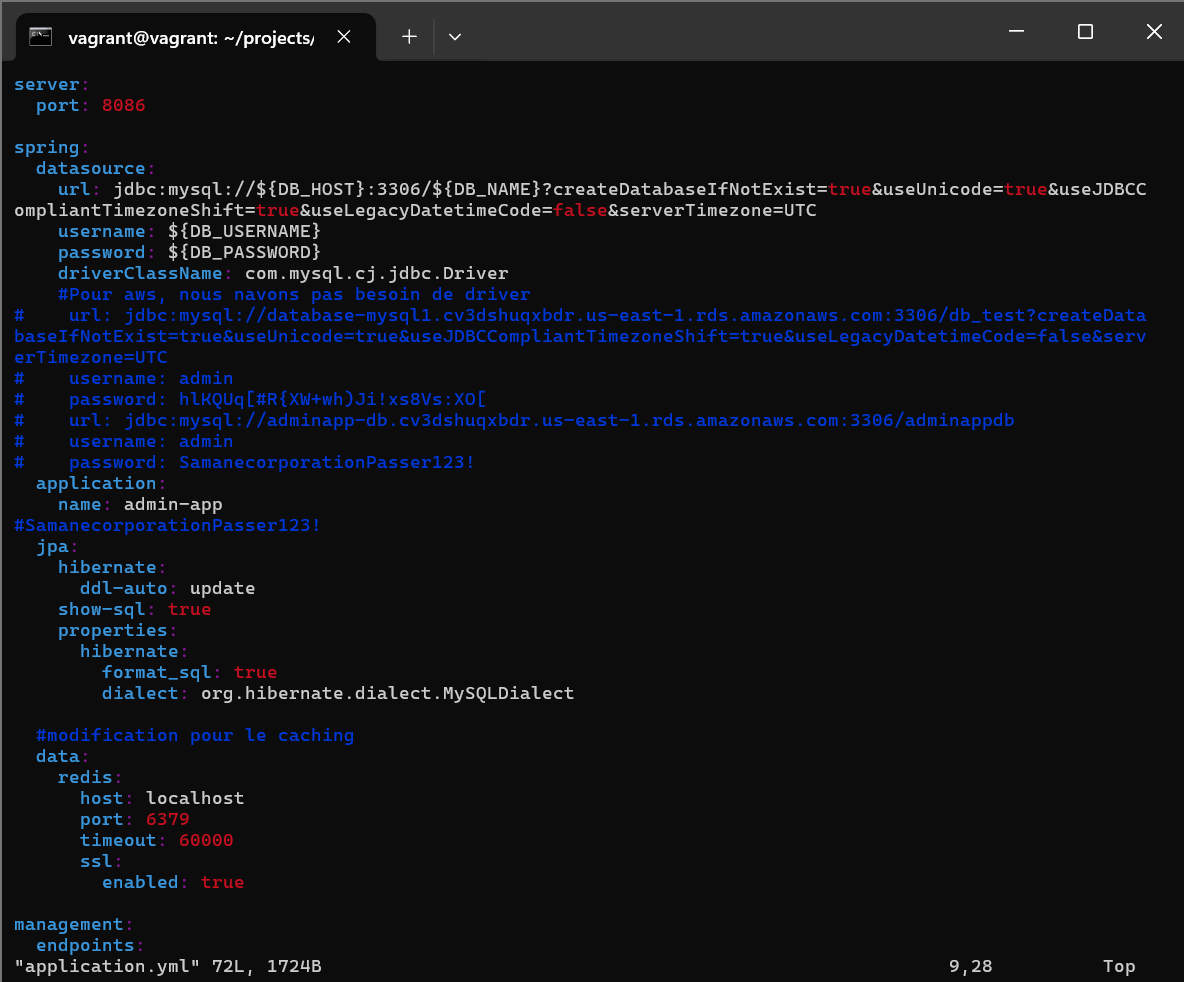 vagrant@vagrant: ~/projects/
server:
  port: 8086

spring:
  datasource:
    url: jdbc:mysql://${DB_HOST}:3306/${DB_NAME}?createDatabaseIfNotExist=true&useUnicode=true&useJDBCC
ompliantTimezoneShift=true&useLegacyDatetimeCode=false&serverTimezone=UTC
    username: ${DB_USERNAME}
    password: ${DB_PASSWORD}
    driverClassName: com.mysql.cj.jdbc.Driver
    #Pour aws, nous navons pas besoin de driver
#    url: jdbc:mysql://database-mysql1.cv3dshuqxbdr.us-east-1.rds.amazonaws.com:3306/db_test?createData
baseIfNotExist=true&useUnicode=true&useJDBCCompliantTimezoneShift=true&useLegacyDatetimeCode=false&serv
erTimezone=UTC
#    username: admin
#    password: hlKQUq[#R{XW+wh)Ji!xs8Vs:XO[
#    url: jdbc:mysql://adminapp-db.cv3dshuqxbdr.us-east-1.rds.amazonaws.com:3306/adminappdb
#    username: admin
#    password: SamanecorporationPasser123!
  application:
    name: admin-app
#SamanecorporationPasser123!
  jpa:
    hibernate:
      ddl-auto: update
    show-sql: true
    properties:
      hibernate:
        format_sql: true
        dialect: org.hibernate.dialect.MySQLDialect

  #modification pour le caching
  data:
    redis:
      host: localhost
      port: 6379
      timeout: 60000
      ssl:
        enabled: true

management:
  endpoints:
"application.yml" 72L, 1724B 9,28 Top